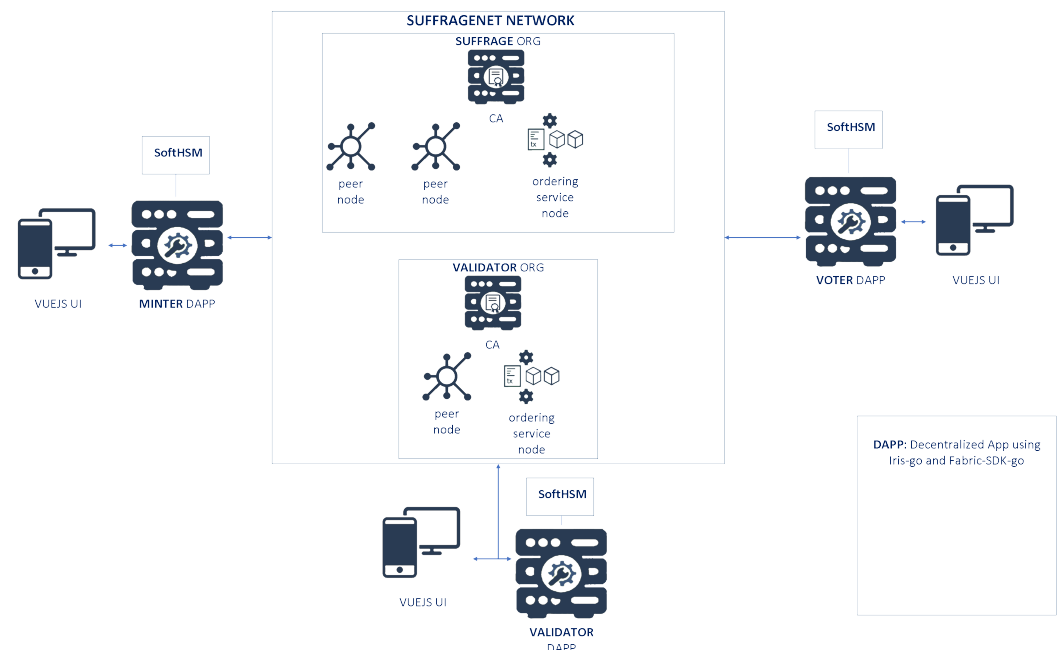 SUFFRAGENET NETWORK
SUFFRAGE ORG
CA
peer
node
peer
node
tx
ordering
service
node
SoftHSM
VUEJS UI
MINTER DAPP
SoftHSM
VOTER DAPP
VUEJS UI
VALIDATOR ORG
CA
peer
node
tx
ordering
service
node
DAPP: Decentralized App using
Iris-go and Fabric-SDK-go
SoftHSM
VUEJS UI
VALIDATOR
DAPP